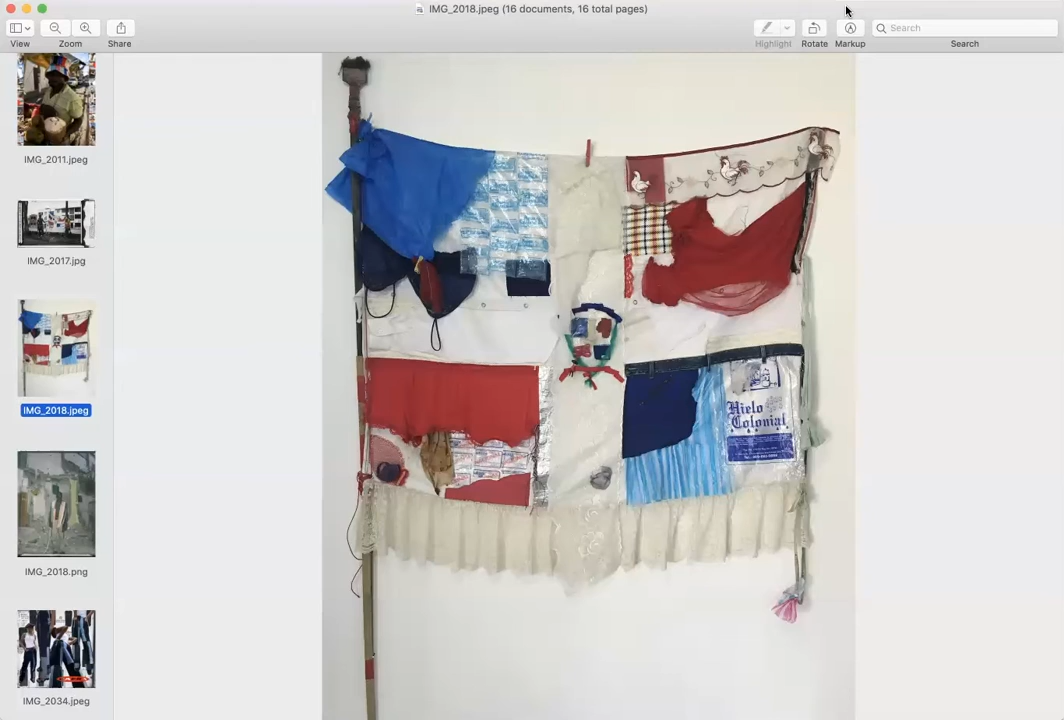 IMG_2018.jpeg (16 documents, 16 total pages)
View
Zoom
Share
Highlight
Rotate
Markup
Search
Search
IMG_2011.jpeg
IMG_2017.jpg
IMG_2018.jpeg
IMG_2018.png
IMG_2034.jpeg
Hielo
Colonial